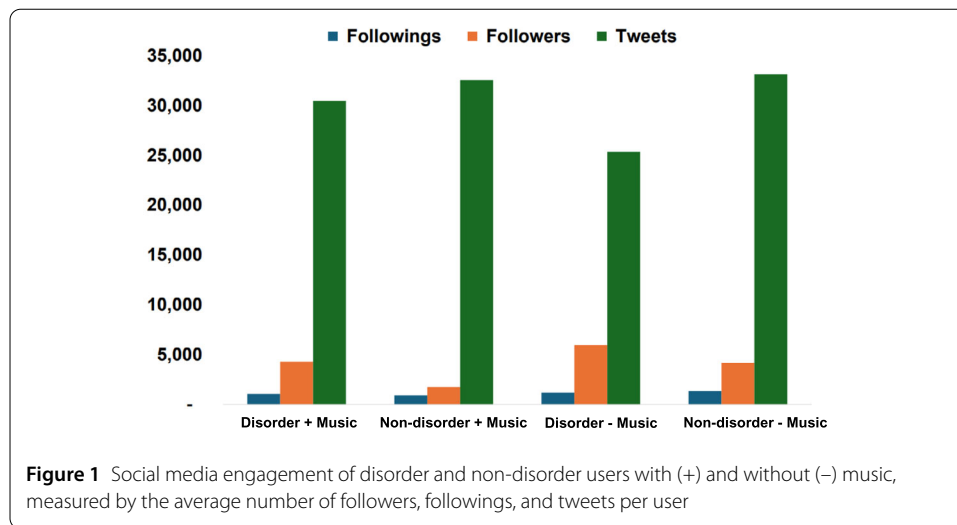 Followings Followers Tweets
35,000
30,000
25,000
20,000
15,000
10,000
5,000
-
Disorder + Music Non-disorder + Music Disorder - Music Non-disorder - Music
Figure 1 Social media engagement of disorder and non-disorder users with (+) and without (–) music,
measured by the average number of followers, followings, and tweets per user